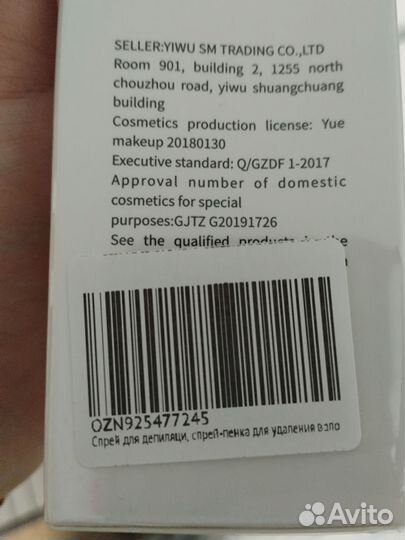 SELLER:YIWU SM TRADING CO.,LTD
Room 901, building 2, 1255 north
chouzhou road, yiwu shuangchuang
building
Cosmetics production license: Yue
makeup 20180130
Executive standard: Q/GZDF 1-2017
Approval number of domestic
cosmetics for special
purposes:GJTZ G20191726
See the qualified products the
OZN925477245
Спрей для депиляци, спрей-пенка для удаления воло
Avito